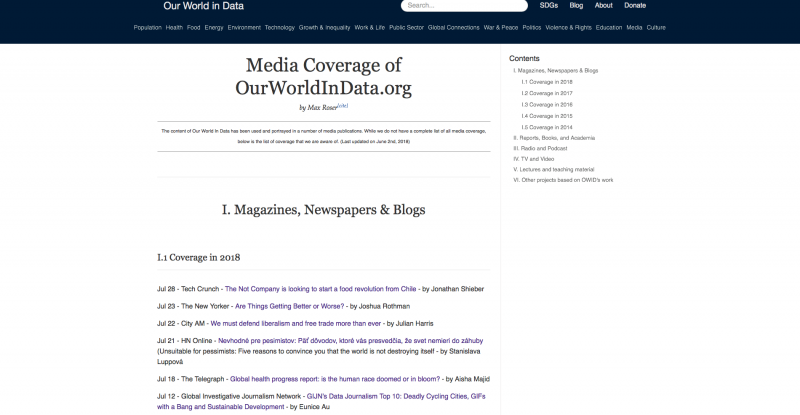 Our World in Data
Search...
SDGs Blog About Donate
Population Health Food Energy Environment Technology Growth & Inequality Work & Life Public Sector Global Connections War & Peace Politics Violence & Rights Education Media Culture
Media Coverage of
OurWorldInData.org
by Max Roser[cite]
The content of Our World In Data has been used and portrayed in a number of media publications. While we do not have a complete list of all media coverage,
below is the list of coverage that we are aware of. (Last updated on June 2nd, 2018)
I. Magazines, Newspapers & Blogs
I.1 Coverage in 2018
Jul 28 - Tech Crunch - The Not Company is looking to start a food revolution from Chile - by Jonathan Shieber
Jul 23 - The New Yorker - Are Things Getting Better or Worse? - by Joshua Rothman
Jul 22 - City AM - We must defend liberalism and free trade more than ever - by Julian Harris
Jul 21 - HN Online - Nevhodné pre pesimistov: Päť dôvodov, ktoré vás presvedčia, že svet nemieri do záhuby
(Unsuitable for pessimists: Five reasons to convince you that the world is not destroying itself - by Stanislava
Luppová
Jul 18 - The Telegraph - Global health progress report: is the human race doomed or in bloom? - by Aisha Majid
Jul 12 - Global Investigative Journalism Network - GIJN's Data Journalism Top 10: Deadly Cycling Cities, GIFs
with a Bang and Sustainable Development - by Eunice Au
Contents
I. Magazines, Newspapers & Blogs
I.1 Coverage in 2018
I.2 Coverage in 2017
I.3 Coverage in 2016
I.4 Coverage in 2015
I.5 Coverage in 2014
II. Reports, Books, and Academia
III. Radio and Podcast
IV. TV and Video
V. Lectures and teaching material
VI. Other projects based on OWID's work